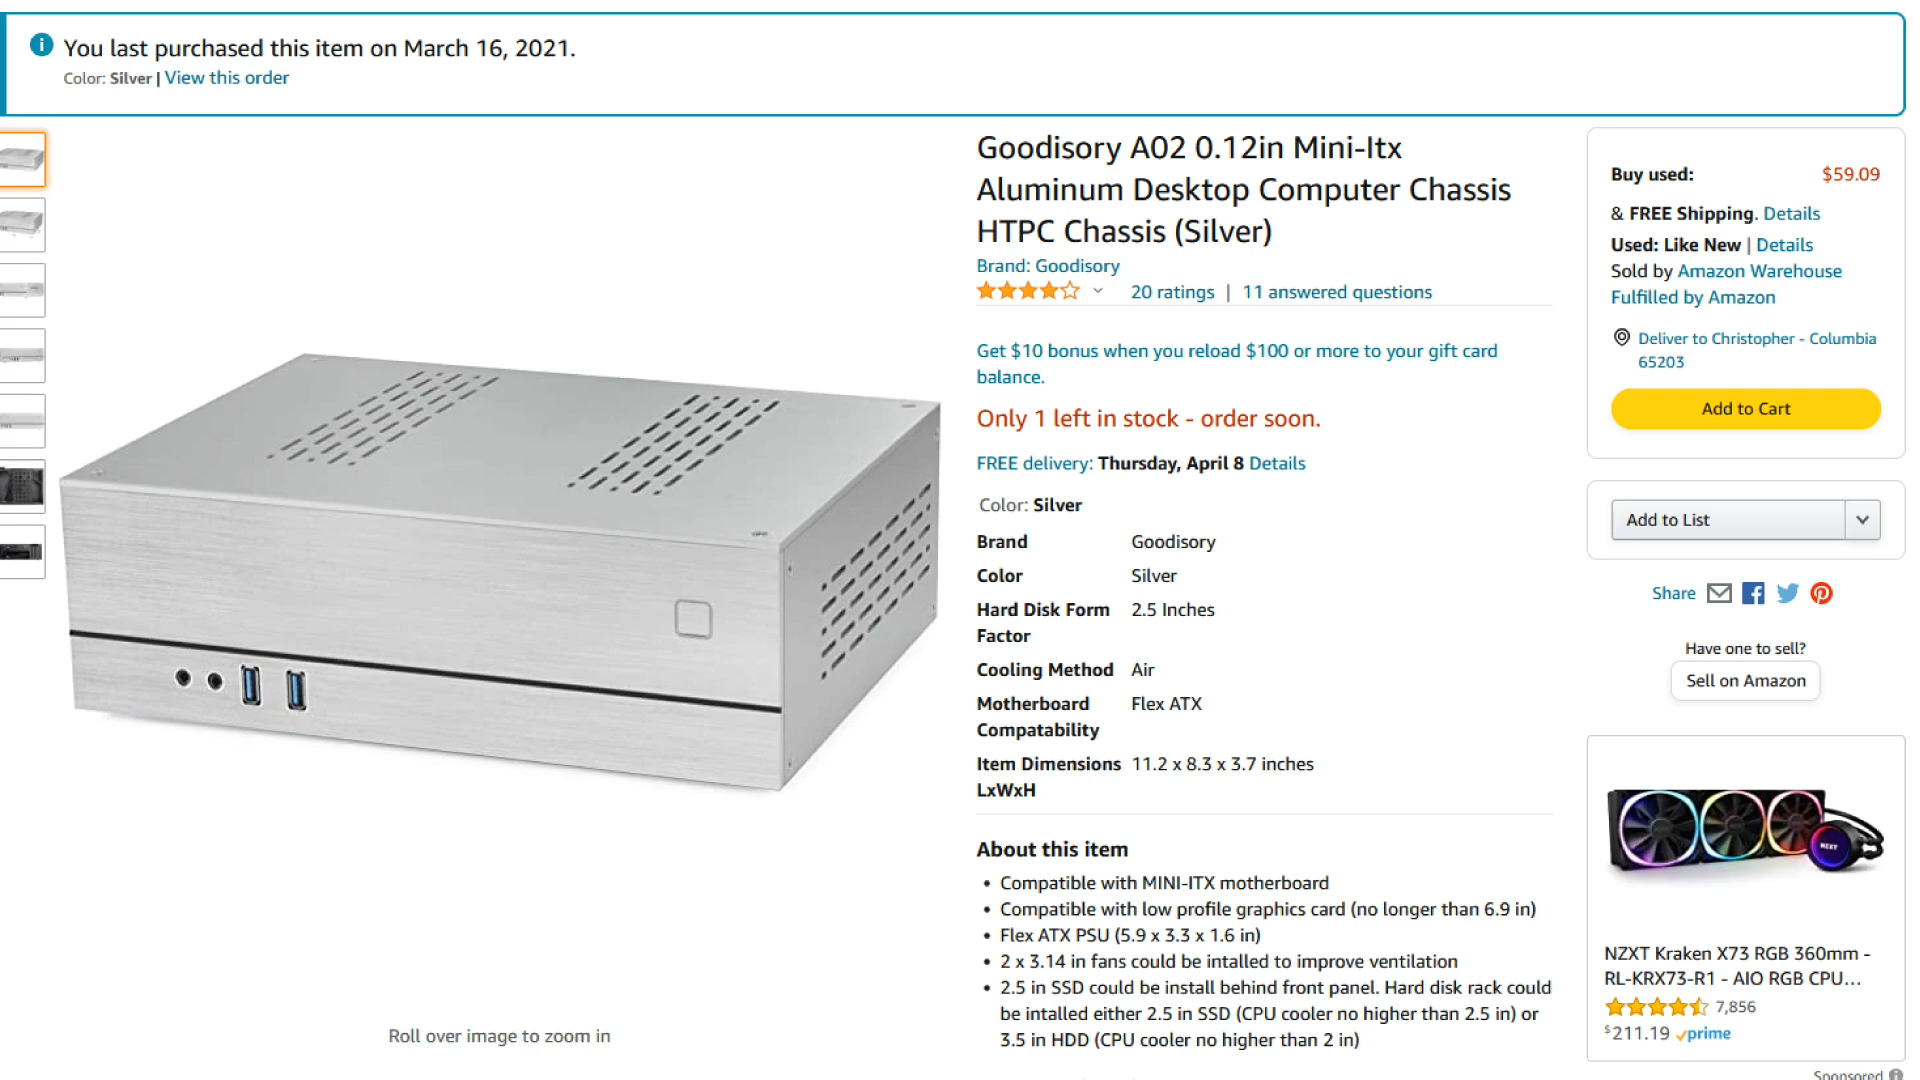 You last purchased this item on March 16, 2021.
Color: Silver | View this order
Goodisory A02 0.12in Mini-Itx
Aluminum Desktop Computer Chassis
HTPC Chassis (Silver)
Brand: Goodisory
20 ratings | 11 answered questions
Get $10 bonus when you reload $100 or more to your gift card
balance.
Only 1 left in stock - order soon.
FREE delivery: Thursday, April 8 Details
Color: Silver
Brand Goodisory
Color Silver
Hard Disk Form 2.5 Inches
Factor
Cooling Method Air
Motherboard Flex ATX
Compatability
Item Dimensions 11.2 x 8.3 x 3.7 inches
LxWxH
About this item
• Compatible with MINI-ITX motherboard
• Compatible with low profile graphics card (no longer than 6.9 in)
• Flex ATX PSU (5.9 x 3.3 x 1.6 in)
• 2 x 3.14 in fans could be intalled to improve ventilation
• 2.5 in SSD could be install behind front panel. Hard disk rack could
be intalled either 2.5 in SSD (CPU cooler no higher than 2.5 in) or
3.5 in HDD (CPU cooler no higher than 2 in)
Roll over image to zoom in
Buy used: $59.09
& FREE Shipping. Details
Used: Like New | Details
Sold by Amazon Warehouse
Fulfilled by Amazon
Deliver to Christopher - Columbia
65203
Add to Cart
Add to List
Share
Have one to sell?
Sell on Amazon
NZXT
NZXT Kraken X73 RGB 360mm -
RL-KRX73-R1 - AIO RGB CPU...
7,856
$211.19 prime
Sponsored